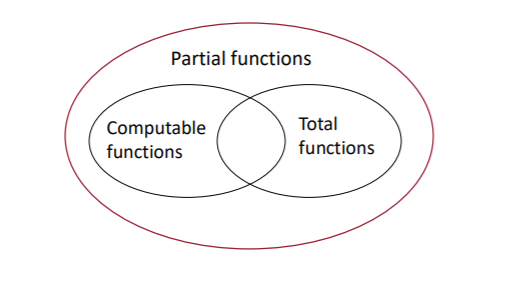 Partial functions
Computable
functions
Total
functions